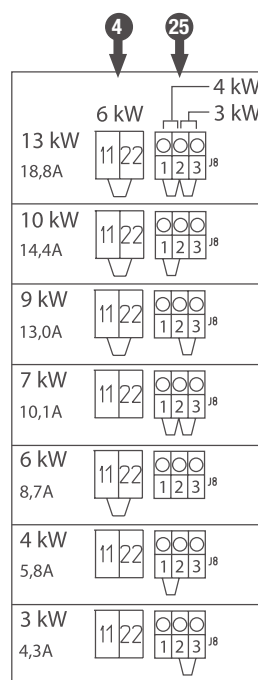 4 25
4 kW
6 kW 3 kW
13 kW 11 22 1 2 3 J8
18,8A
10 kW 11 22 1 2 3 J8
14,4A
9 kW 11 22 1 2 3 J8
13,0A
7 kW 11 22 1 2 3 J8
10,1A
6 kW 11 22 1 2 3 J8
8,7A
4 kW 11 22 1 2 3 J8
5,8A
3 kW 11 22 1 2 3 J8
4,3A